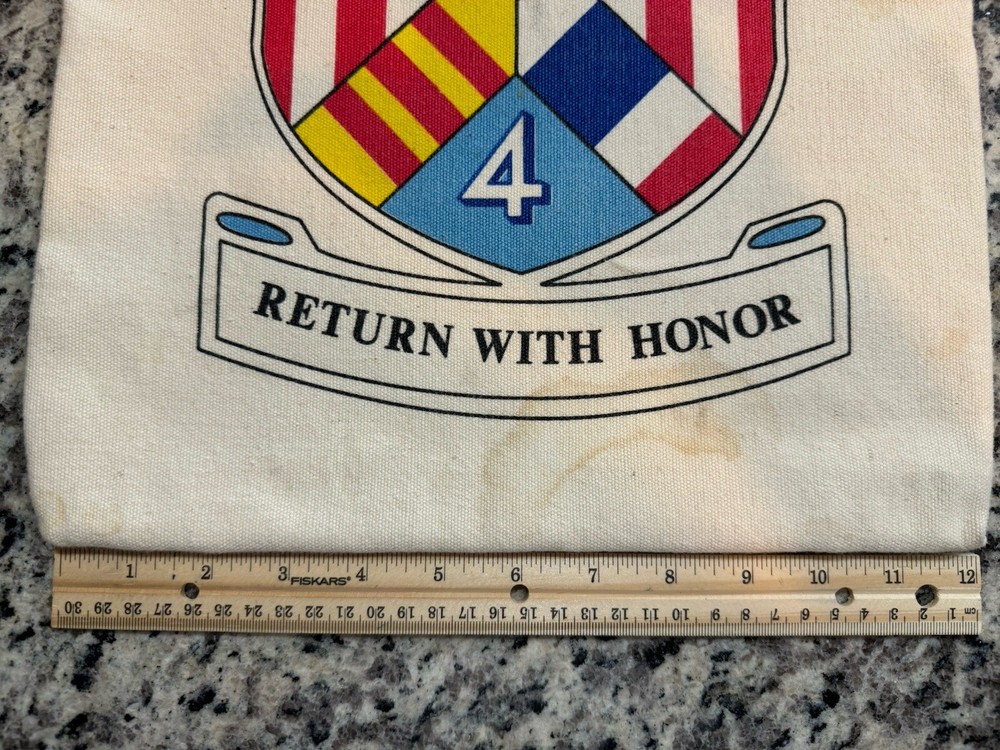 4
RETURN WITH HONOR
1 2 3 FISKARS® 4 5 6 7 8 9 10 11 12
30 29 28 27 26 25 24 23 22 21 20 19 18 17 16 15 14 13 12 11 10 9 8 7 6 5 4 3 2 1 cm